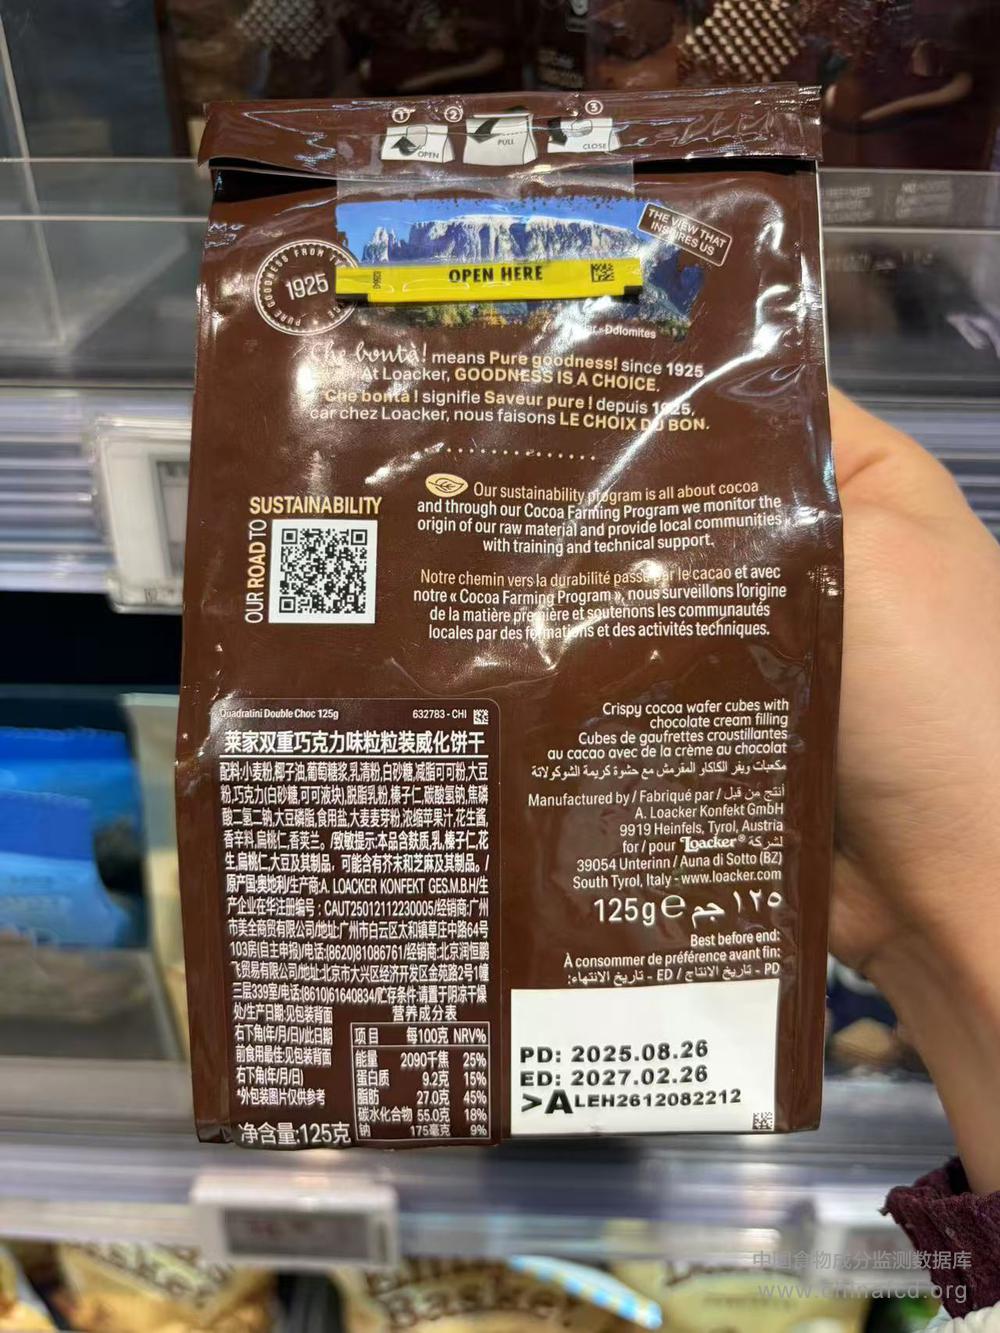 1 2 3
OPEN PULL CLOSE
THE VIEW THAT
INSPIRES US
PURE GOODNESS FROM
1925
OPEN HERE
Dolomites
Che bontà! means Pure goodness! since 1925.
At Loacker, GOODNESS IS A CHOICE.
Che bontà ! signifie Saveur pure ! depuis 1925,
car chez Loacker, nous faisons LE CHOIX DU BON.
OUR ROAD TO
SUSTAINABILITY
Our sustainability program is all about cocoa
and through our Cocoa Farming Program we monitor the
origin of our raw material and provide local communities
with training and technical support.
Notre chemin vers la durabilité passe par le cacao et avec
notre « Cocoa Farming Program », nous surveillons l'origine
de la matière première et soutenons les communautés
locales par des formations et des activités techniques.
Quadratini Double Choc 125g 632783 - CHI
莱家双重巧克力味粒粒装威化饼干
配料:小麦粉,椰子油,葡萄糖浆,乳清粉,白砂糖,减脂可可粉,大豆
粉,巧克力(白砂糖,可可液块),脱脂乳粉,榛子仁,碳酸氢钠,焦磷
酸二氢二钠,大豆磷脂,食用盐,大麦麦芽粉,浓缩苹果汁,花生酱,
香辛料,扁桃仁,香荚兰。/致敏提示:本品含麸质,乳,榛子仁,花
生,扁桃仁,大豆及其制品，可能含有芥末和芝麻及其制品。/
原产国:奥地利/生产商:A. LOACKER KONFEKT GES.M.B.H/生
产企业在华注册编号：CAUT25012112230005/经销商:广州
市美全商贸有限公司/地址:广州市白云区太和镇草庄中路64号
103房(自主申报)/电话:(8620)81086761/经销商:北京润恒鹏
飞贸易有限公司/地址:北京市大兴区经济开发区金苑路2号1幢
三层339室/电话:(8610)61640834/贮存条件:请置于阴凉干燥
处/生产日期:见包装背面
右下角(年/月/日)/此日期
前食用最佳:见包装背面
右下角(年/月/日)
*外包装图片仅供参考
净含量:125克
营养成分表
项目 每100克 NRV%
能量 2090千焦 25%
蛋白质 9.2克 15%
脂肪 27.0克 45%
碳水化合物 55.0克 18%
钠 175毫克 9%
Crispy cocoa wafer cubes with
chocolate cream filling
Cubes de gaufrettes croustillantes
au cacao avec de la crème au chocolat
مكعبات ويفر الكاكاو المقرمش مع حشوة كريمة الشوكولاتة
Manufactured by / Fabriqué par / أنتج من قبل
A. Loacker Konfekt GmbH
9919 Heinfels, Tyrol, Austria
for / pour Loacker® لشركة
39054 Unterinn / Auna di Sotto (BZ)
South Tyrol, Italy - www.loacker.com
125g e ١٢٥ جم
Best before end:
À consommer de préférence avant fin:
PD - تاريخ الانتاج / ED - تاريخ الانتهاء:
PD: 2025.08.26
ED: 2027.02.26
>ALEH2612082212
中国食物成分监测数据库
www.chinafcd.org